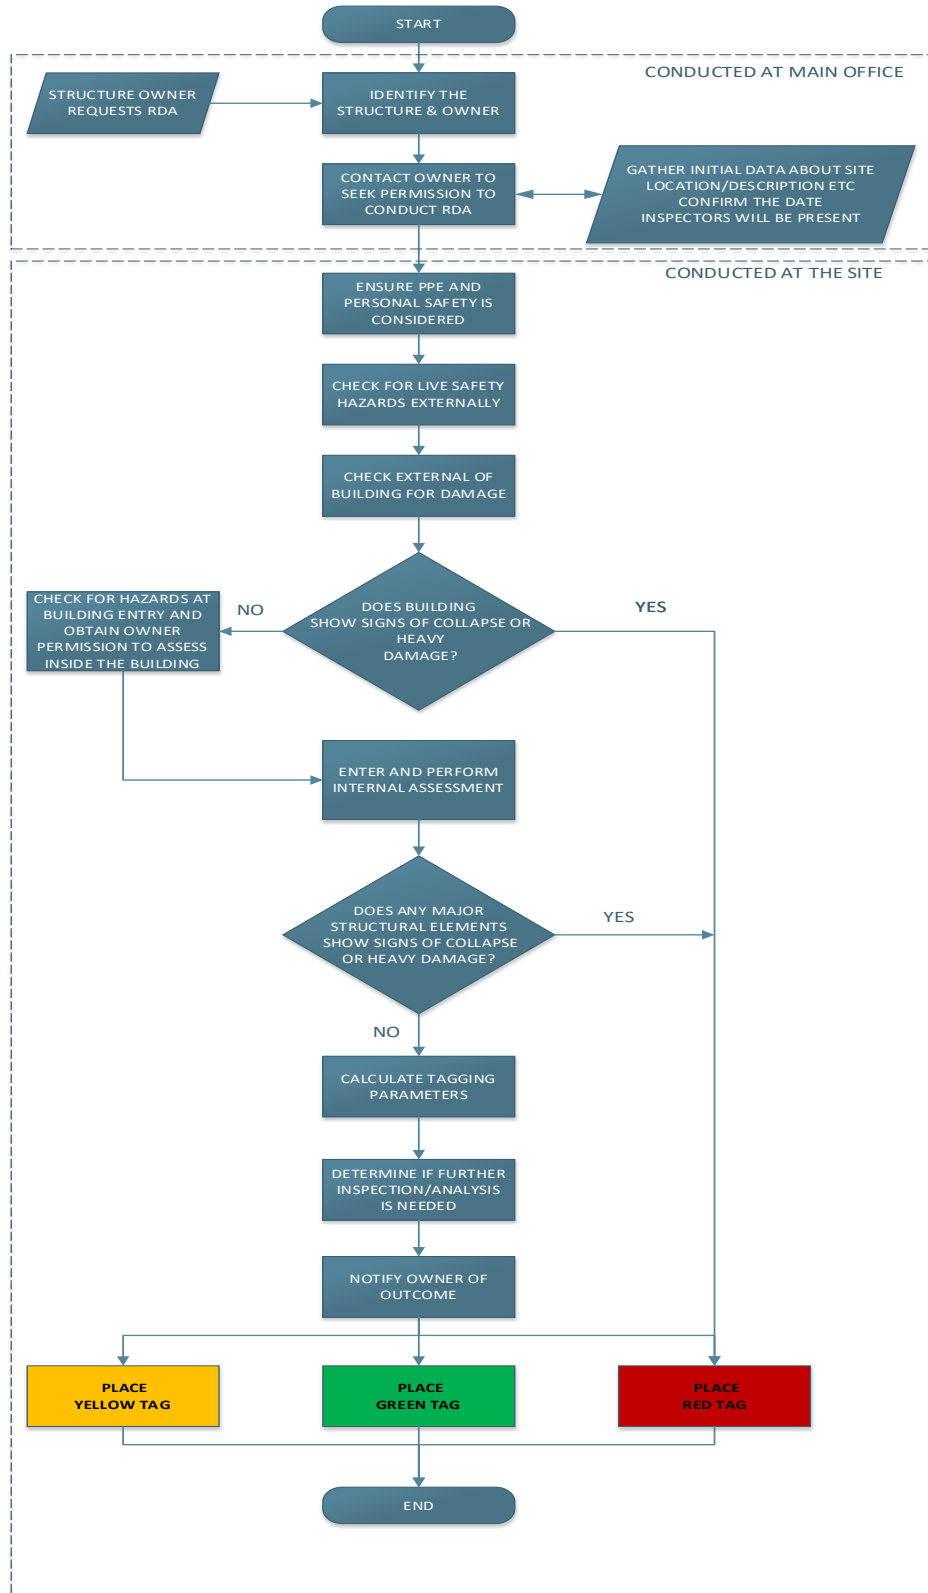 START
CONDUCTED AT MAIN OFFICE
STRUCTURE OWNER
REQUESTS RDA
IDENTIFY THE
STRUCTURE & OWNER
CONTACT OWNER TO
SEEK PERMISSION TO
CONDUCT RDA
GATHER INITIAL DATA ABOUT SITE
LOCATION/DESCRIPTION ETC
CONFIRM THE DATE
INSPECTORS WILL BE PRESENT
CONDUCTED AT THE SITE
ENSURE PPE AND
PERSONAL SAFETY IS
CONSIDERED
CHECK FOR LIVE SAFETY
HAZARDS EXTERNALLY
CHECK EXTERNAL OF
BUILDING FOR DAMAGE
DOES BUILDING
SHOW SIGNS OF COLLAPSE OR
HEAVY
DAMAGE?
NO
YES
CHECK FOR HAZARDS AT
BUILDING ENTRY AND
OBTAIN OWNER
PERMISSION TO ASSESS
INSIDE THE BUILDING
ENTER AND PERFORM
INTERNAL ASSESSMENT
DOES ANY MAJOR
STRUCTURAL ELEMENTS
SHOW SIGNS OF COLLAPSE
OR HEAVY DAMAGE?
YES
NO
CALCULATE TAGGING
PARAMETERS
DETERMINE IF FURTHER
INSPECTION/ANALYSIS
IS NEEDED
NOTIFY OWNER OF
OUTCOME
PLACE
YELLOW TAG
PLACE
GREEN TAG
PLACE
RED TAG
END